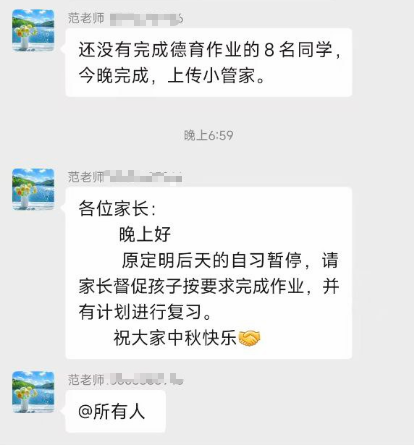 范老师
还没有完成德育作业的8名同学，
今晚完成，上传小管家。
晚上6:59
范老师
各位家长：
晚上好
原定明后天的自习暂停，请
家长督促孩子按要求完成作业，并
有计划进行复习。
祝大家中秋快乐🤝
范老师
@所有人